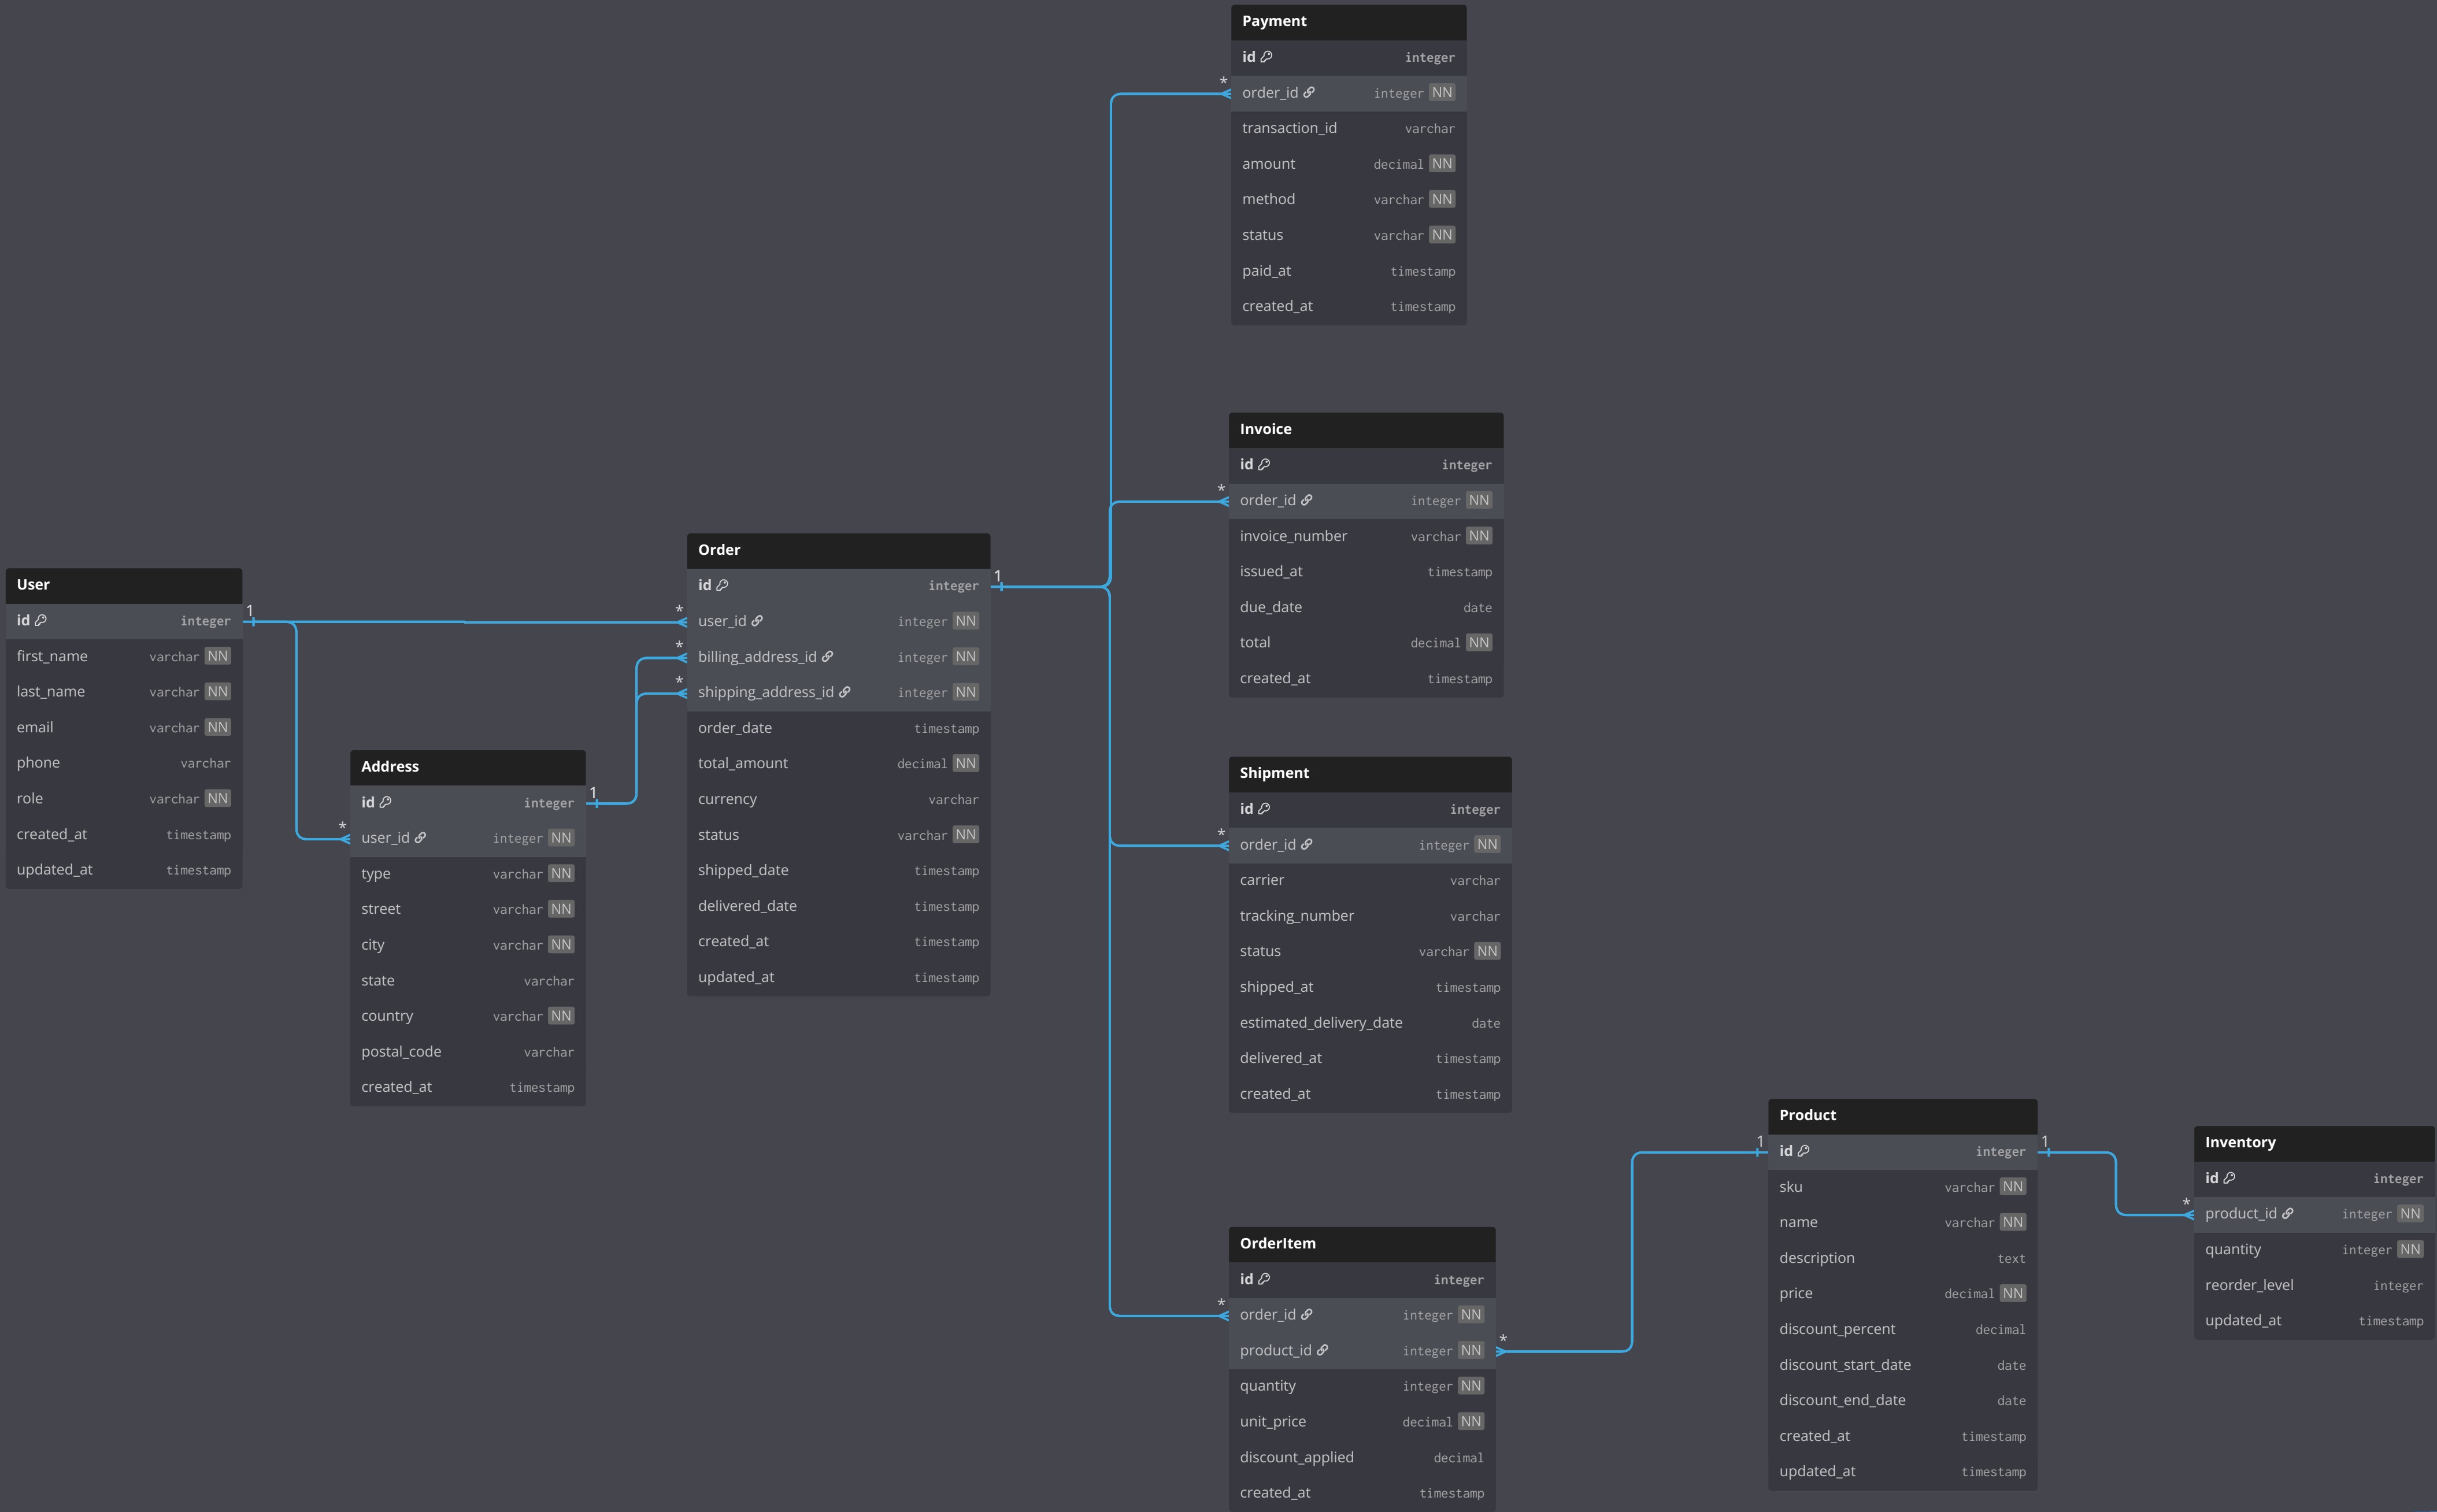 Payment
id integer
* order_id integer NN
transaction_id varchar
amount decimal NN
method varchar NN
status varchar NN
paid_at timestamp
created_at timestamp
Invoice
id integer
* order_id integer NN
invoice_number varchar NN
issued_at timestamp
due_date date
total decimal NN
created_at timestamp
User
id integer 1
first_name varchar NN
last_name varchar NN
email varchar NN
phone varchar
role varchar NN
created_at timestamp
updated_at timestamp
Order
id integer 1
* user_id integer NN
* billing_address_id integer NN
* shipping_address_id integer NN
order_date timestamp
total_amount decimal NN
currency varchar
status varchar NN
shipped_date timestamp
delivered_date timestamp
created_at timestamp
updated_at timestamp
Address
id integer 1
* user_id integer NN
type varchar NN
street varchar NN
city varchar NN
state varchar
country varchar NN
postal_code varchar
created_at timestamp
Shipment
id integer
* order_id integer NN
carrier varchar
tracking_number varchar
status varchar NN
shipped_at timestamp
estimated_delivery_date date
delivered_at timestamp
created_at timestamp
OrderItem
id integer
* order_id integer NN
product_id integer NN *
quantity integer NN
unit_price decimal NN
discount_applied decimal
created_at timestamp
Product
1 id integer 1
sku varchar NN
name varchar NN
description text
price decimal NN
discount_percent decimal
discount_start_date date
discount_end_date date
created_at timestamp
updated_at timestamp
Inventory
id integer
* product_id integer NN
quantity integer NN
reorder_level integer
updated_at timestamp